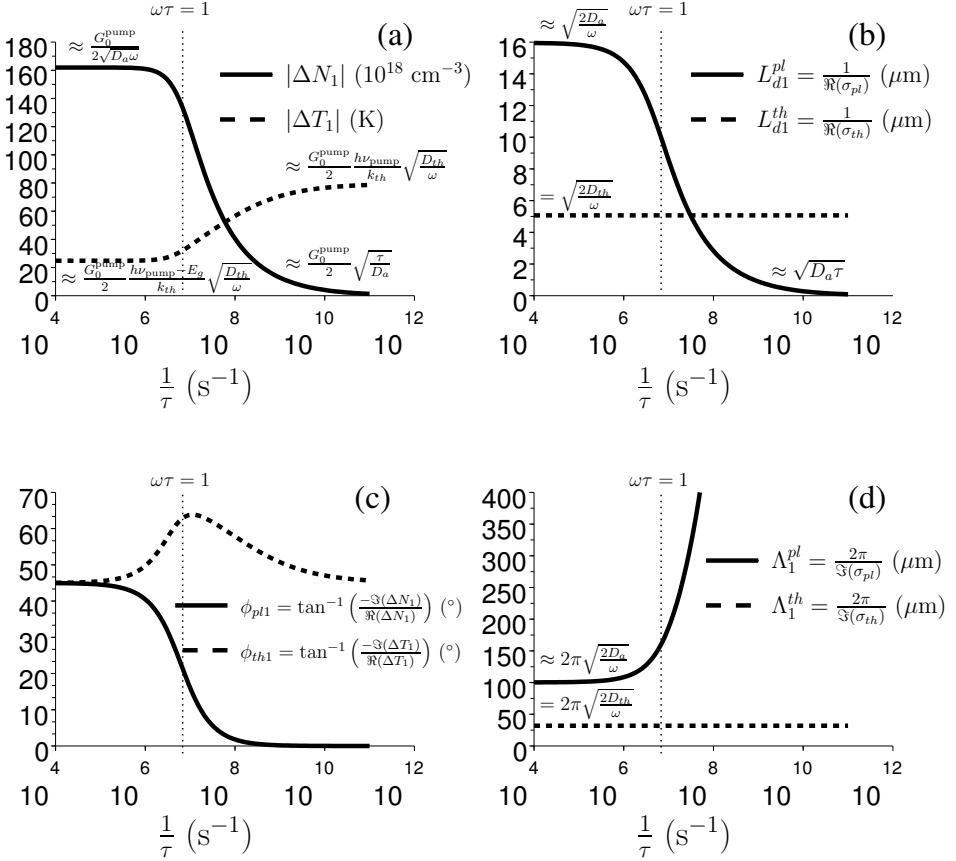 ωτ = 1
(a)
≈ G_0^pump / 2√(D_a ω)
|ΔN_1| (10^18 cm^−3)
|ΔT_1| (K)
≈ G_0^pump/2 hν_pump/k_th √(D_th/ω)
≈ G_0^pump/2 √(τ/D_a)
≈ G_0^pump/2 (hν_pump−E_g)/k_th √(D_th/ω)
180
160
140
120
100
80
60
40
20
0
4 6 8 10 12
10 10 10 10
1/τ (s^−1)
ωτ = 1
(b)
≈ √(2D_a/ω)
L_d1^pl = 1/ℜ(σ_pl) (μm)
L_d1^th = 1/ℜ(σ_th) (μm)
= √(2D_th/ω)
≈ √(D_a τ)
16
14
12
10
8
6
4
2
0
4 6 8 10 12
10 10 10 10
1/τ (s^−1)
ωτ = 1
(c)
φ_pl1 = tan^−1 (−ℑ(ΔN_1)/ℜ(ΔN_1)) (°)
φ_th1 = tan^−1 (−ℑ(ΔT_1)/ℜ(ΔT_1)) (°)
70
60
50
40
30
20
10
0
4 6 8 10 12
10 10 10 10
1/τ (s^−1)
ωτ = 1
(d)
Λ_1^pl = 2π/ℑ(σ_pl) (μm)
Λ_1^th = 2π/ℑ(σ_th) (μm)
≈ 2π√(2D_a/ω)
= 2π√(2D_th/ω)
400
350
300
250
200
150
100
50
0
4 6 8 10 12
10 10 10 10
1/τ (s^−1)